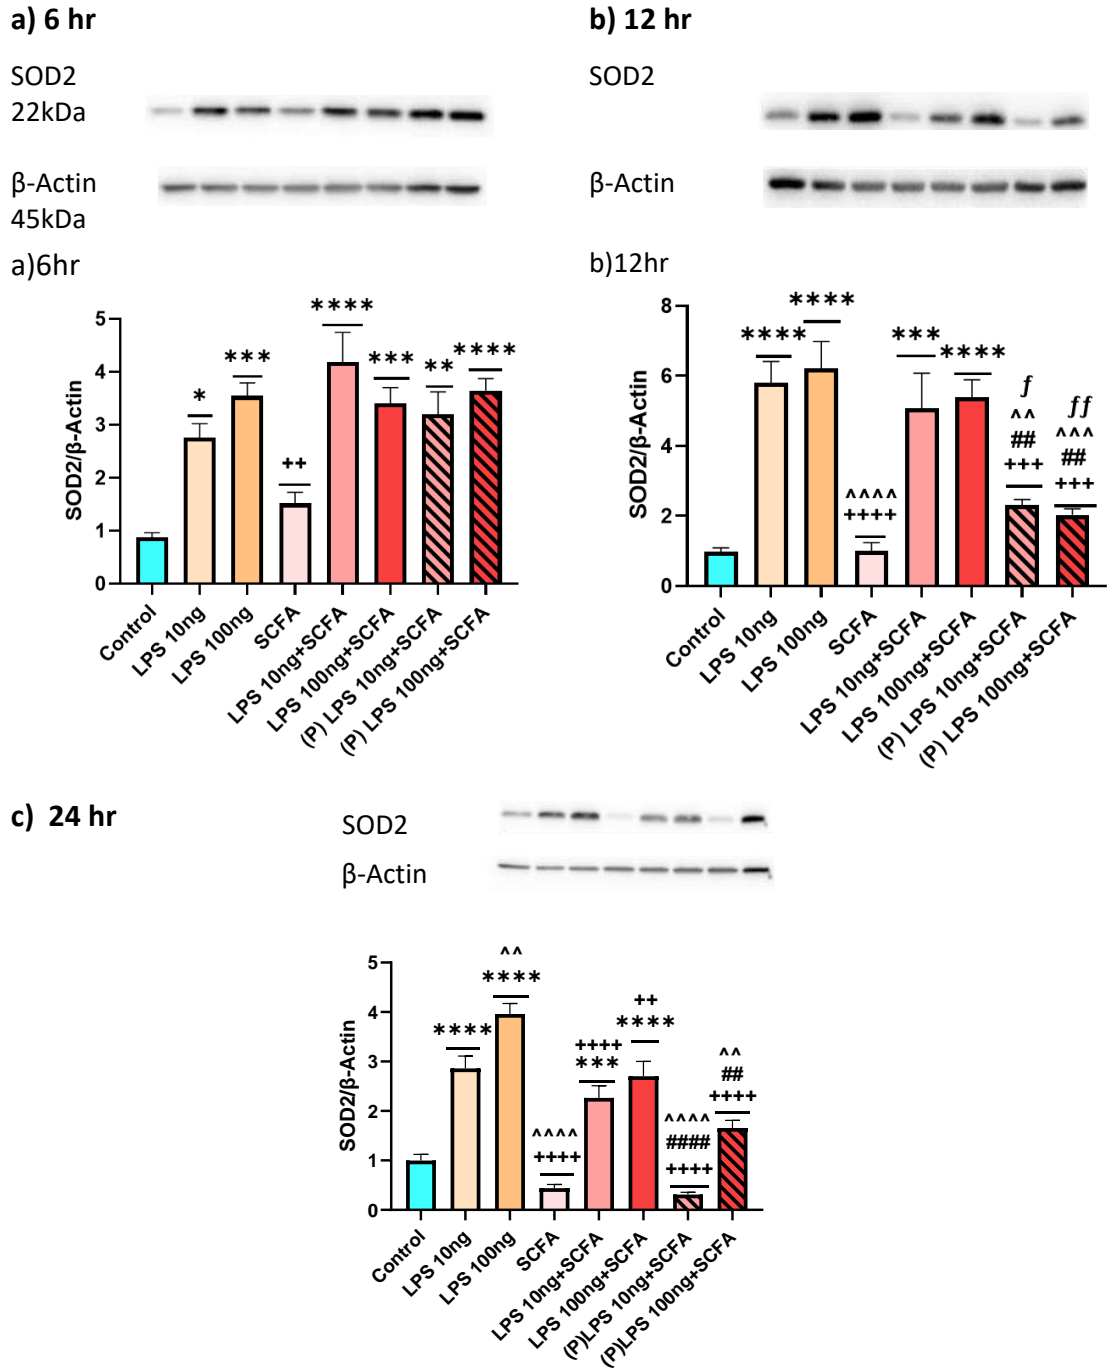 a) 6 hr
SOD2
22kDa
β-Actin
45kDa
a)6hr
SOD2/β-Actin
5
4
3
2
1
0
*
***
++
****
***
**
****
Control
LPS 10ng
LPS 100ng
SCFA
LPS 10ng+SCFA
LPS 100ng+SCFA
(P) LPS 10ng+SCFA
(P) LPS 100ng+SCFA
b) 12 hr
SOD2
β-Actin
b)12hr
SOD2/β-Actin
8
6
4
2
0
****
****
^^^^
++++
***
****
ƒ
^^
##
+++
ƒƒ
^^^
##
+++
Control
LPS 10ng
LPS 100ng
SCFA
LPS 10ng+SCFA
LPS 100ng+SCFA
(P) LPS 10ng+SCFA
(P) LPS 100ng+SCFA
c) 24 hr
SOD2
β-Actin
SOD2/β-Actin
5
4
3
2
1
0
****
^^
****
^^^^
++++
++++
***
++
****
^^^^
####
++++
^^
##
++++
Control
LPS 10ng
LPS 100ng
SCFA
LPS 10ng+SCFA
LPS 100ng+SCFA
(P)LPS 10ng+SCFA
(P)LPS 100ng+SCFA